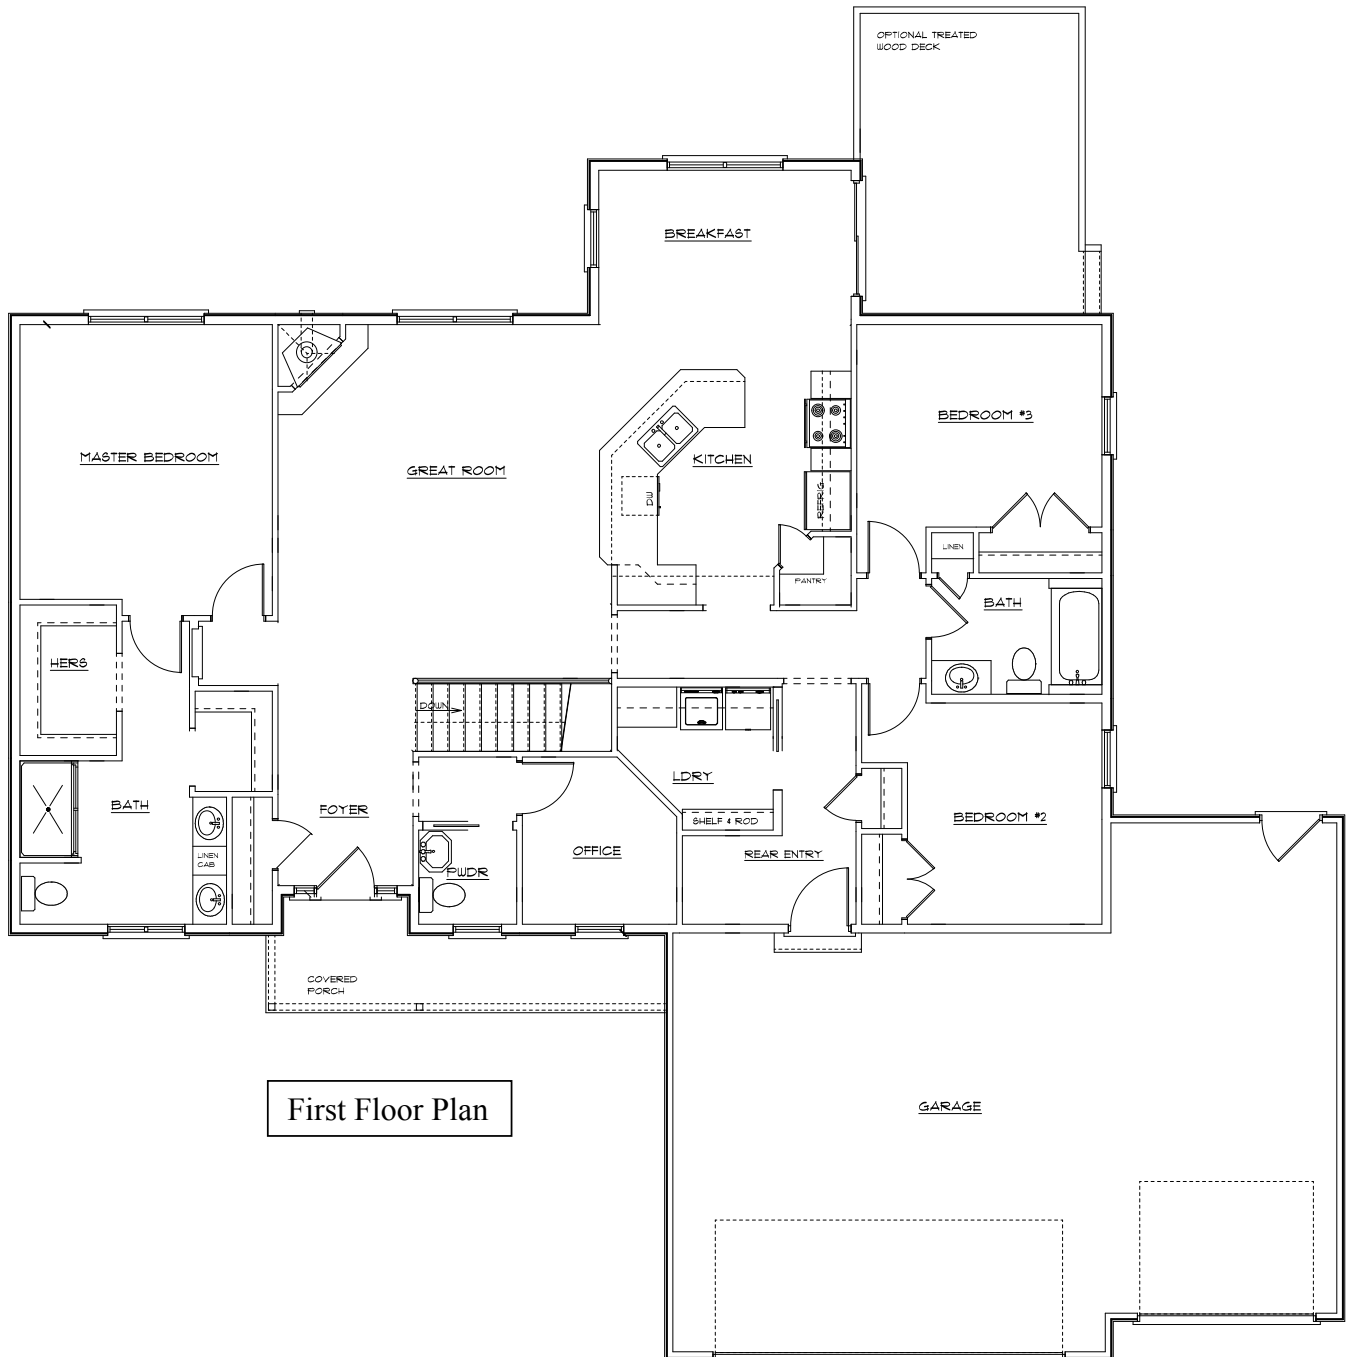 OPTIONAL TREATED
WOOD DECK
BREAKFAST
MASTER BEDROOM
GREAT ROOM
KITCHEN
BEDROOM #3
DW
REFRIG
PANTRY
LINEN
BATH
HERS
DOWN
LDRY
SHELF & ROD
BATH
FOYER
LINEN
CAB
PWDR
OFFICE
REAR ENTRY
BEDROOM #2
COVERED
PORCH
First Floor Plan
GARAGE